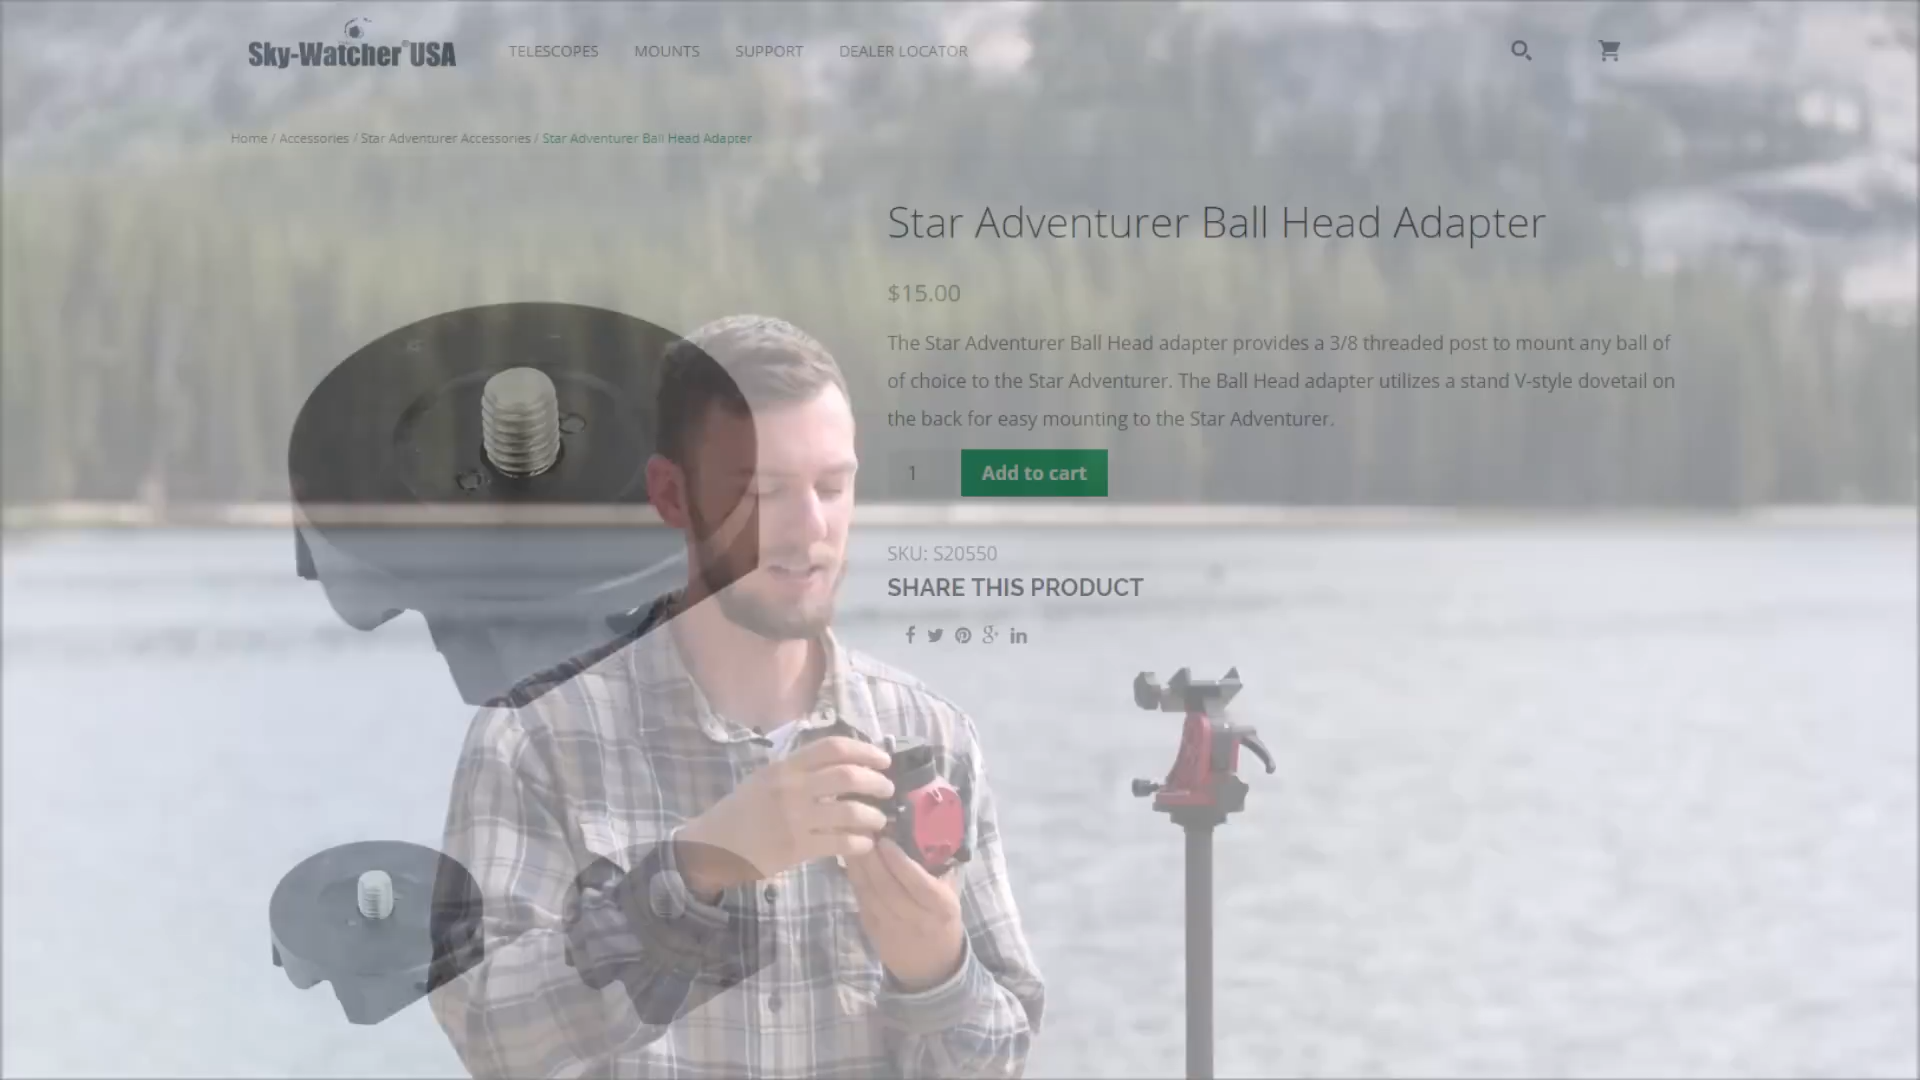 Sky-Watcher® USA
TELESCOPES MOUNTS SUPPORT DEALER LOCATOR
Home / Accessories / Star Adventurer Accessories / Star Adventurer Ball Head Adapter
Star Adventurer Ball Head Adapter
$15.00
The Star Adventurer Ball Head adapter provides a 3/8 threaded post to mount any ball of
of choice to the Star Adventurer. The Ball Head adapter utilizes a stand V-style dovetail on
the back for easy mounting to the Star Adventurer.
1 Add to cart
SKU: S20550
SHARE THIS PRODUCT